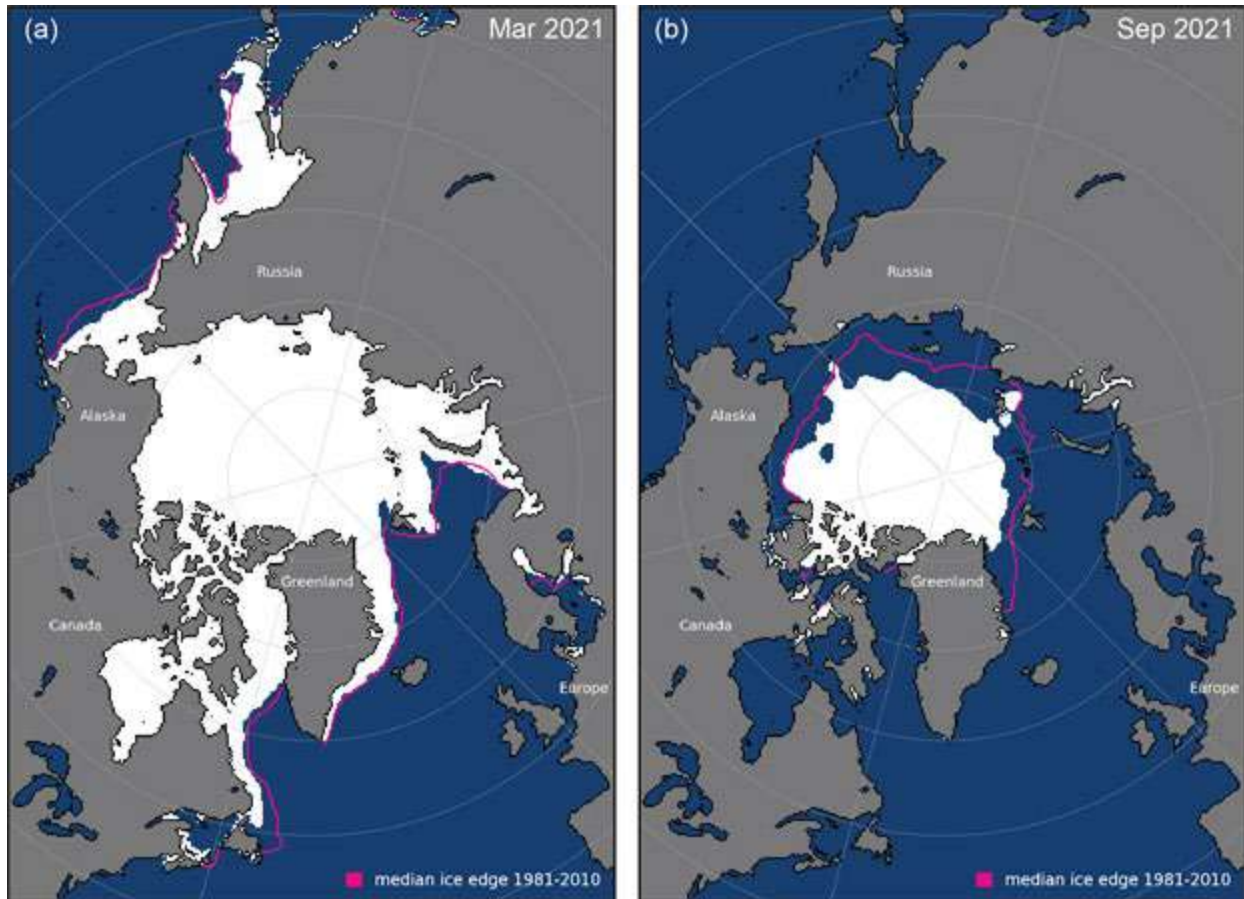 (a)
Mar 2021
Russia
Alaska
Greenland
Canada
Europe
median ice edge 1981-2010
(b)
Sep 2021
Russia
Alaska
Greenland
Canada
Europe
median ice edge 1981-2010